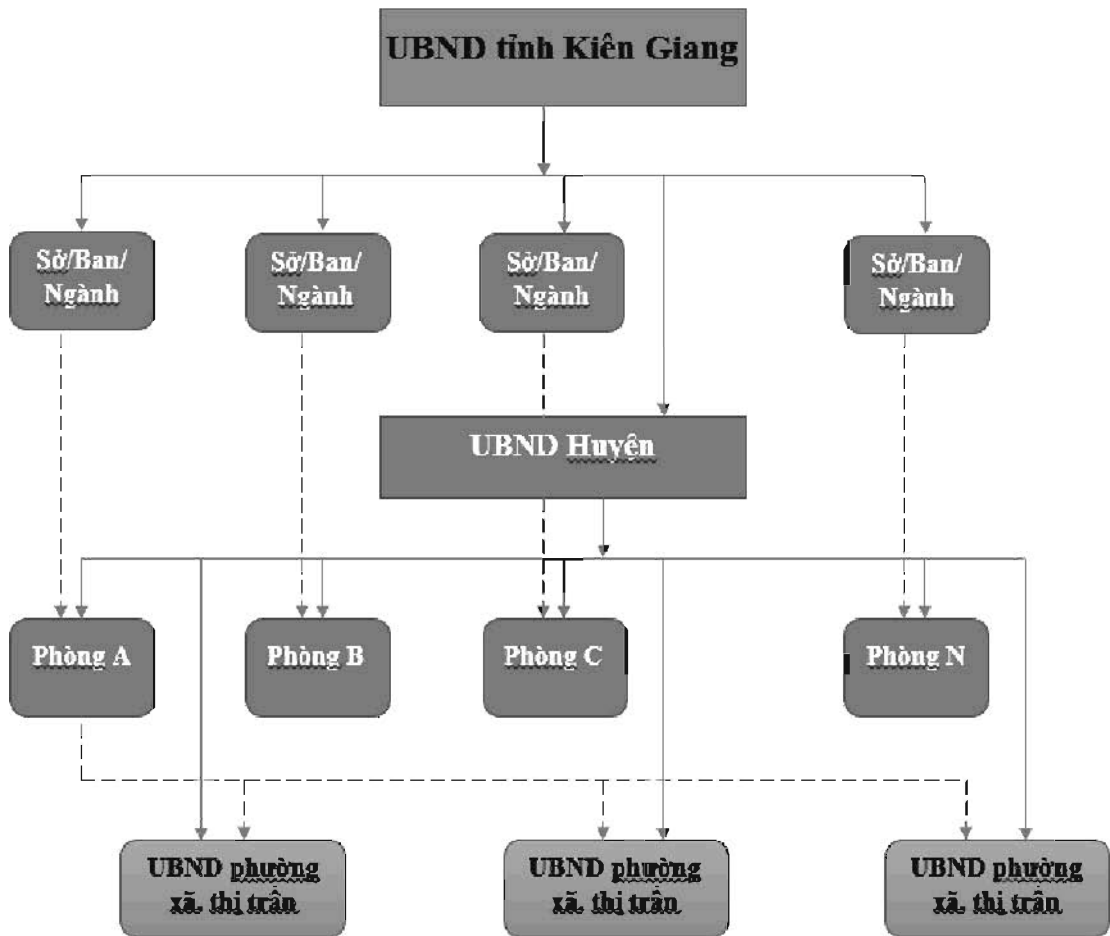 UBND tỉnh Kiên Giang
Sở/Ban/
Ngành
Sở/Ban/
Ngành
Sở/Ban/
Ngành
Sở/Ban/
Ngành
UBND Huyện
Phòng A
Phòng B
Phòng C
Phòng N
UBND phường
xã, thị trấn
UBND phường
xã, thị trấn
UBND phường
xã, thị trấn